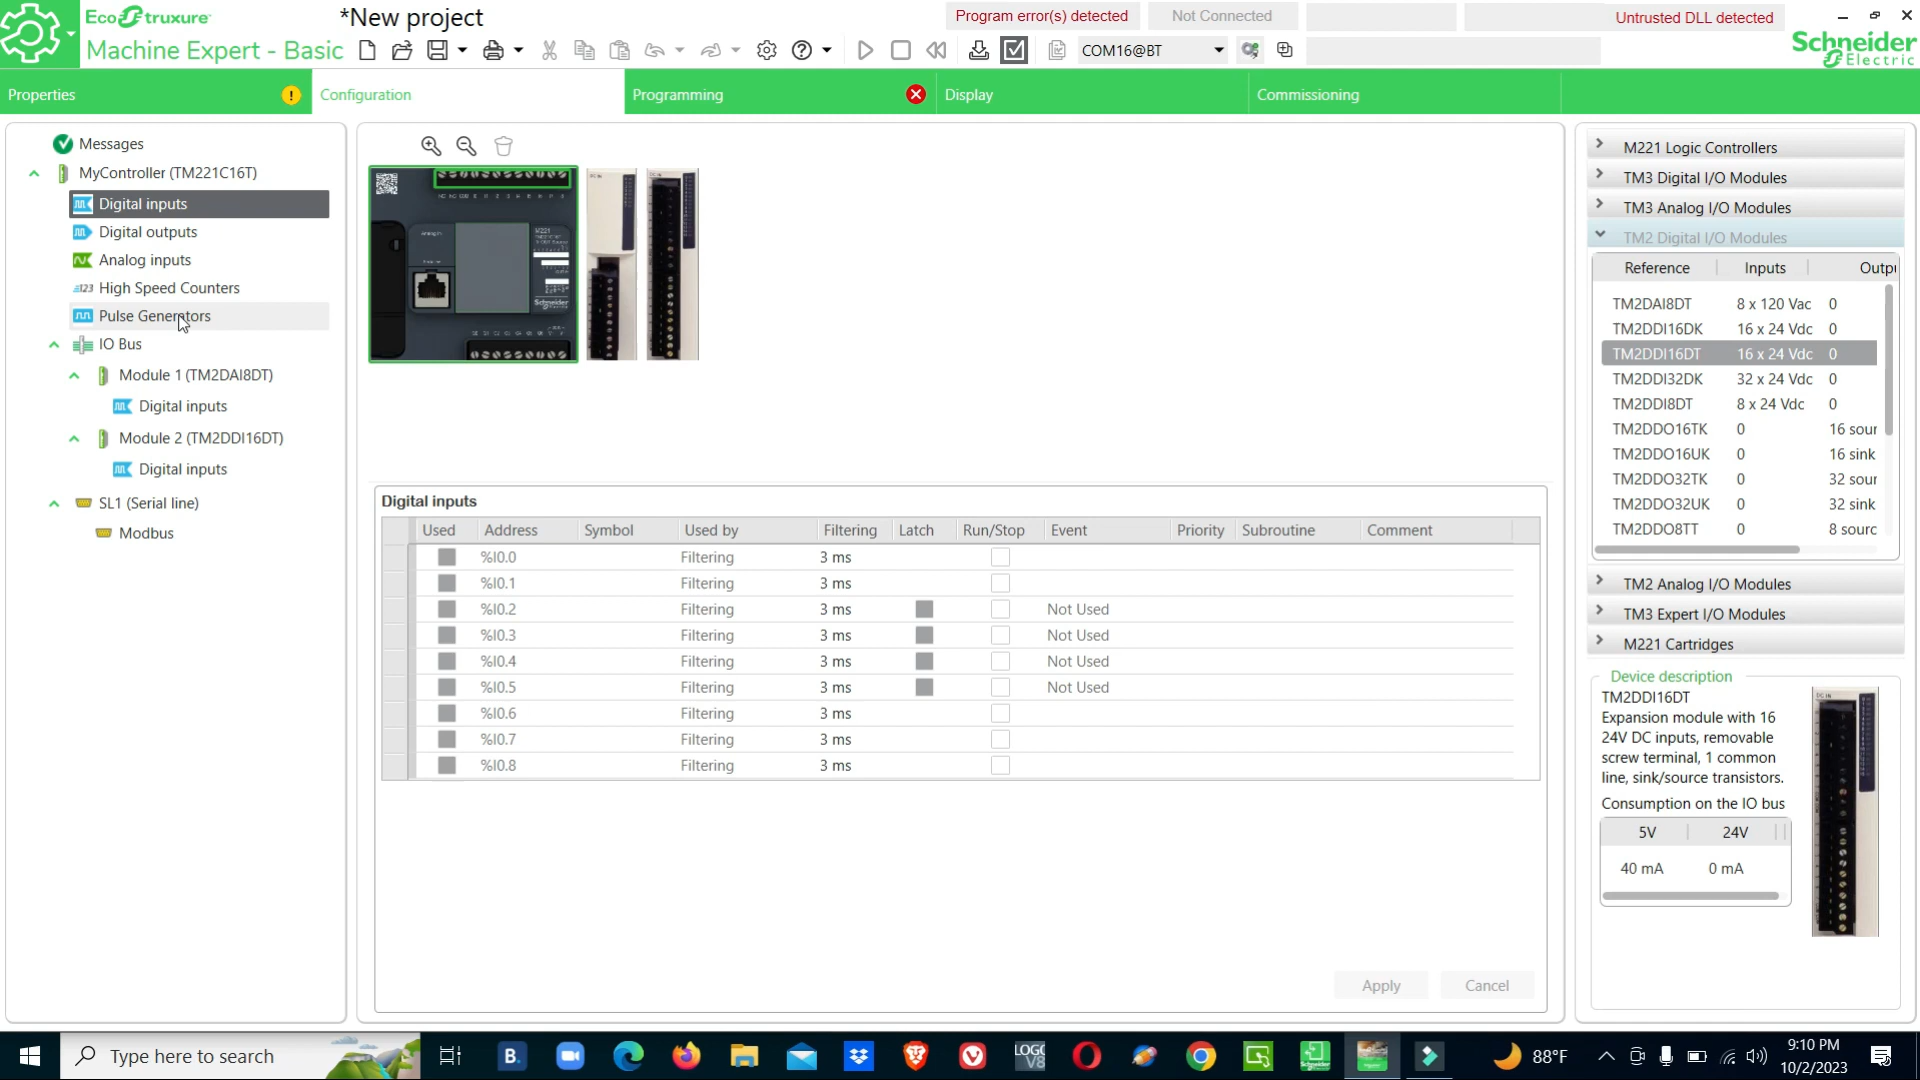 EcoStruxure
Machine Expert - Basic
*New project
Program error(s) detected
Not Connected
Untrusted DLL detected
Schneider
Electric
COM16@BT
Properties
Configuration
Programming
Display
Commissioning
Messages
MyController (TM221C16T)
Digital inputs
Digital outputs
Analog inputs
High Speed Counters
Pulse Generators
IO Bus
Module 1 (TM2DAI8DT)
Digital inputs
Module 2 (TM2DDI16DT)
Digital inputs
SL1 (Serial line)
Modbus
M221
Schneider
Digital inputs
Used Address Symbol Used by Filtering Latch Run/Stop Event Priority Subroutine Comment
%I0.0 Filtering 3 ms
%I0.1 Filtering 3 ms
%I0.2 Filtering 3 ms Not Used
%I0.3 Filtering 3 ms Not Used
%I0.4 Filtering 3 ms Not Used
%I0.5 Filtering 3 ms Not Used
%I0.6 Filtering 3 ms
%I0.7 Filtering 3 ms
%I0.8 Filtering 3 ms
Apply Cancel
M221 Logic Controllers
TM3 Digital I/O Modules
TM3 Analog I/O Modules
TM2 Digital I/O Modules
Reference Inputs Outpu
TM2DAI8DT 8 x 120 Vac 0
TM2DDI16DK 16 x 24 Vdc 0
TM2DDI16DT 16 x 24 Vdc 0
TM2DDI32DK 32 x 24 Vdc 0
TM2DDI8DT 8 x 24 Vdc 0
TM2DDO16TK 0 16 sour
TM2DDO16UK 0 16 sink
TM2DDO32TK 0 32 sour
TM2DDO32UK 0 32 sink
TM2DDO8TT 0 8 sourc
TM2 Analog I/O Modules
TM3 Expert I/O Modules
M221 Cartridges
Device description
TM2DDI16DT
Expansion module with 16
24V DC inputs, removable
screw terminal, 1 common
line, sink/source transistors.
Consumption on the IO bus
5V 24V
40 mA 0 mA
Type here to search
B.
LOGO
V8
88°F
9:10 PM
10/2/2023